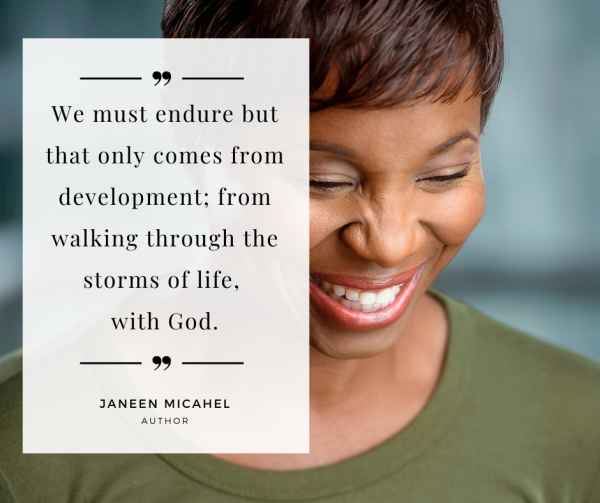 ❞
We must endure but
that only comes from
development; from
walking through the
storms of life,
with God.
❞
JANEEN MICAHEL
AUTHOR